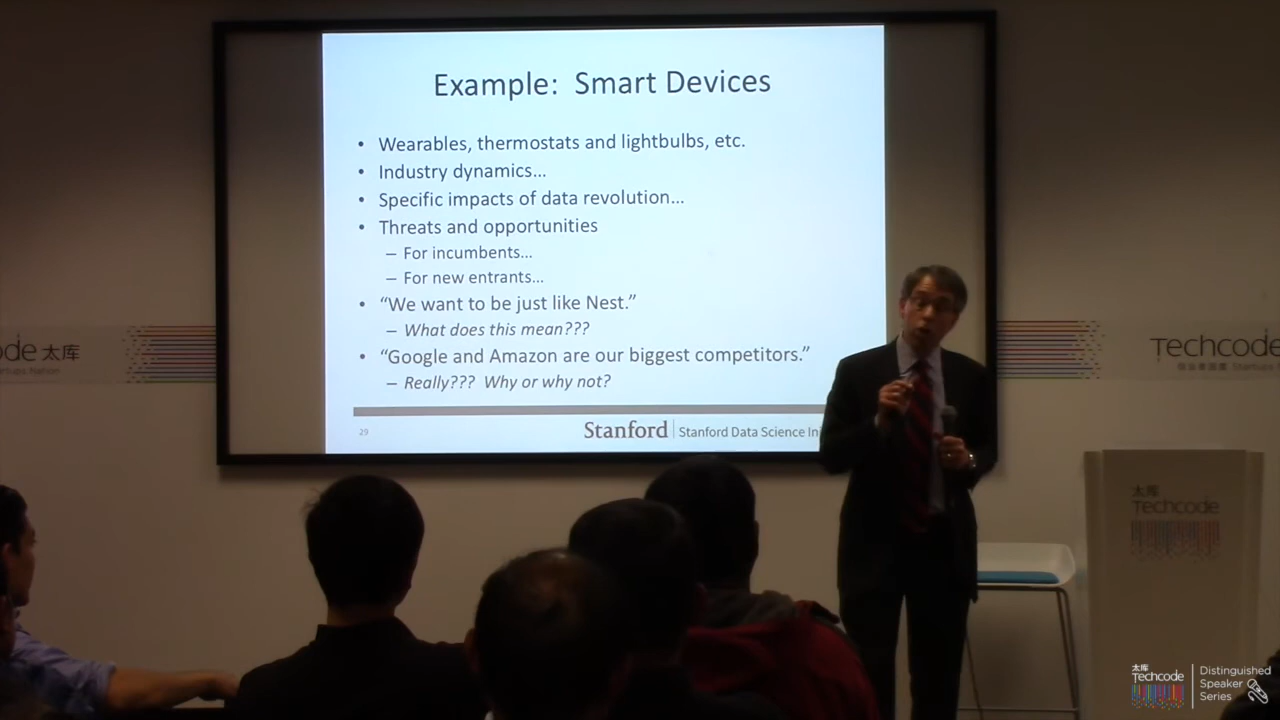 Example: Smart Devices
• Wearables, thermostats and lightbulbs, etc.
• Industry dynamics...
• Specific impacts of data revolution...
• Threats and opportunities
– For incumbents...
– For new entrants...
• “We want to be just like Nest.”
– What does this mean???
• “Google and Amazon are our biggest competitors.”
– Really??? Why or why not?
29
Stanford | Stanford Data Science Ini
ode 太库
Techcode
太库
Techcode
太库
Techcode
Distinguished
Speaker
Series